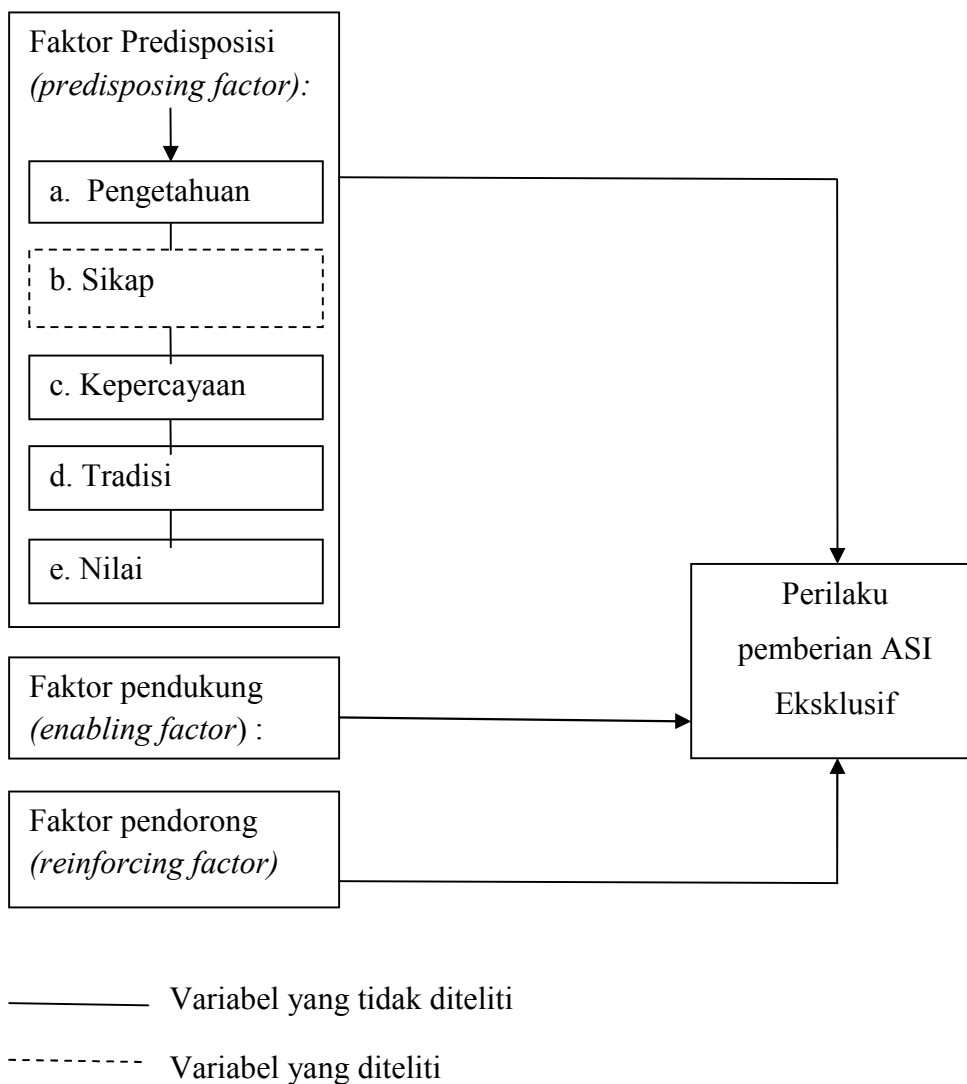 Faktor Predisposisi
(predisposing factor):
a. Pengetahuan
b. Sikap
c. Kepercayaan
d. Tradisi
e. Nilai
Faktor pendukung
(enabling factor) :
Faktor pendorong
(reinforcing factor)
Perilaku
pemberian ASI
Eksklusif
Variabel yang tidak diteliti
Variabel yang diteliti